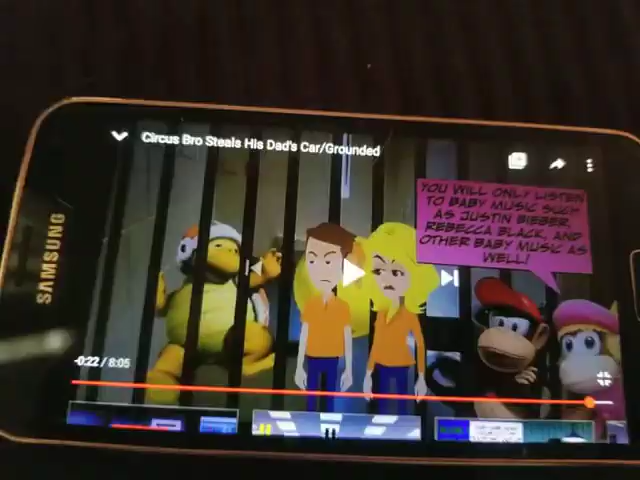 Circus Bro Steals His Dad's Car/Grounded
YOU WILL ONLY LISTEN
TO BABY MUSIC SUCH
AS JUSTIN BIEBER,
REBECCA BLACK, AND
OTHER BABY MUSIC AS
WELL!
SAMSUNG
-0:22 / 8:05